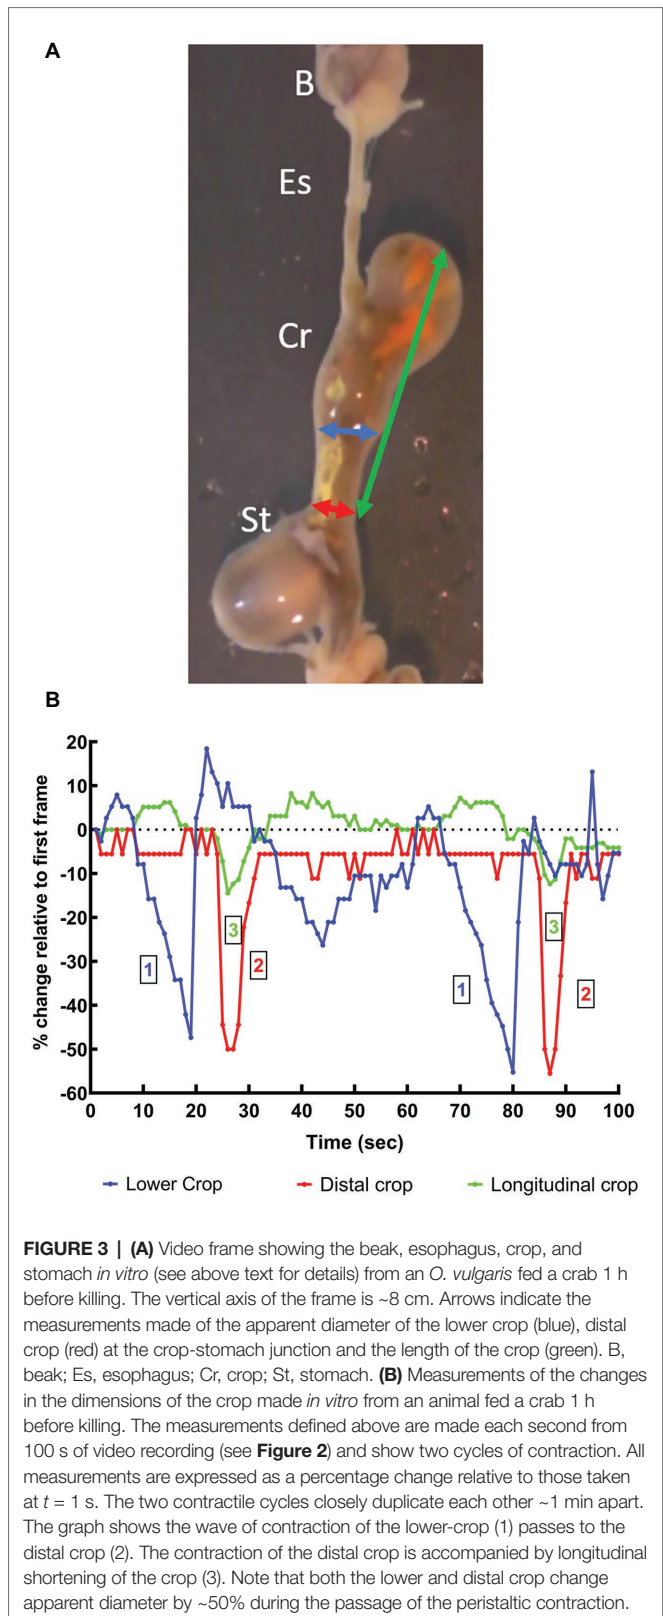 A
B
Es
Cr
St
B
20
10
0
-10
-20
-30
-40
-50
-60
% change relative to first frame
1
3
2
1
3
2
0 10 20 30 40 50 60 70 80 90 100
Time (sec)
Lower Crop Distal crop Longitudinal crop
FIGURE 3 | (A) Video frame showing the beak, esophagus, crop, and
stomach in vitro (see above text for details) from an O. vulgaris fed a crab 1 h
before killing. The vertical axis of the frame is ~8 cm. Arrows indicate the
measurements made of the apparent diameter of the lower crop (blue), distal
crop (red) at the crop-stomach junction and the length of the crop (green). B,
beak; Es, esophagus; Cr, crop; St, stomach. (B) Measurements of the changes
in the dimensions of the crop made in vitro from an animal fed a crab 1 h
before killing. The measurements defined above are made each second from
100 s of video recording (see Figure 2) and show two cycles of contraction. All
measurements are expressed as a percentage change relative to those taken
at t = 1 s. The two contractile cycles closely duplicate each other ~1 min apart.
The graph shows the wave of contraction of the lower-crop (1) passes to the
distal crop (2). The contraction of the distal crop is accompanied by longitudinal
shortening of the crop (3). Note that both the lower and distal crop change
apparent diameter by ~50% during the passage of the peristaltic contraction.